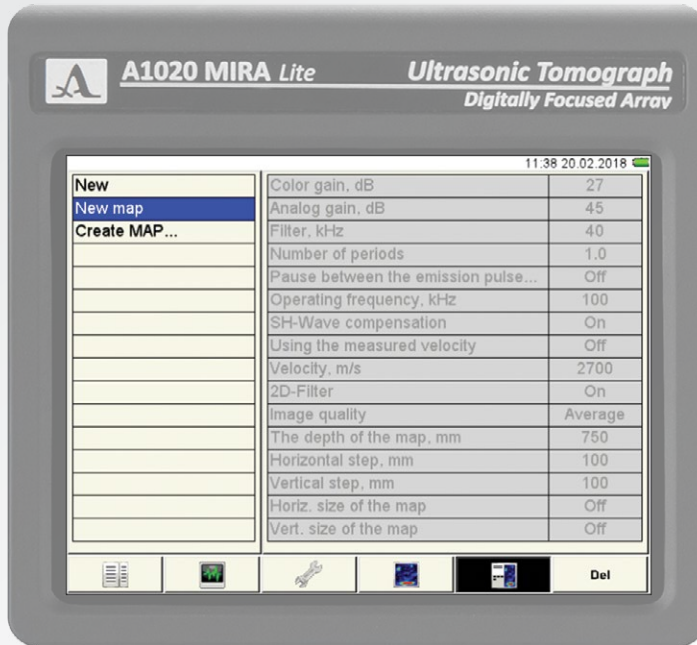 A1020 MIRA Lite
Ultrasonic Tomograph
Digitally Focused Array
11:38 20.02.2018
New
New map
Create MAP...
Color gain, dB 27
Analog gain, dB 45
Filter, kHz 40
Number of periods 1.0
Pause between the emission pulse... Off
Operating frequency, kHz 100
SH-Wave compensation On
Using the measured velocity Off
Velocity, m/s 2700
2D-Filter On
Image quality Average
The depth of the map, mm 750
Horizontal step, mm 100
Vertical step, mm 100
Horiz. size of the map Off
Vert. size of the map Off
Del